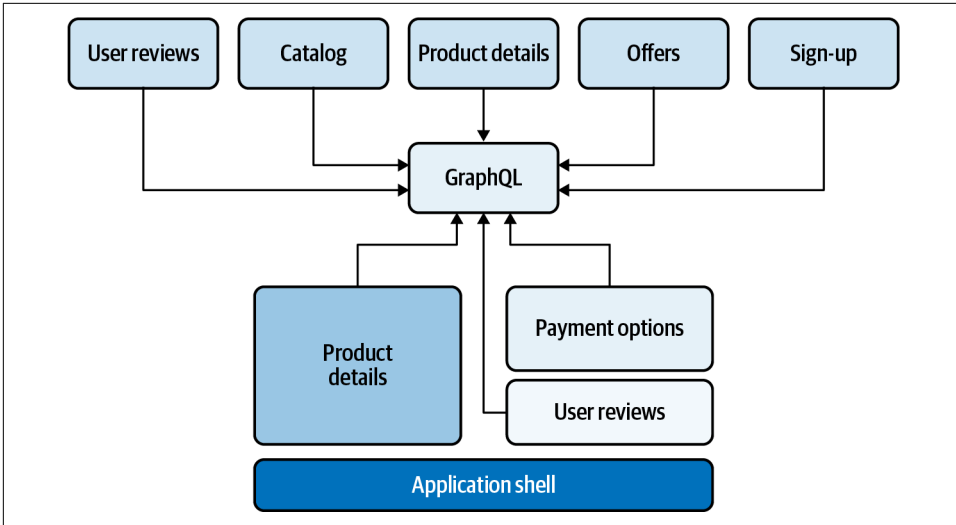 User reviews
Catalog
Product details
Offers
Sign-up
GraphQL
Product
details
Payment options
User reviews
Application shell